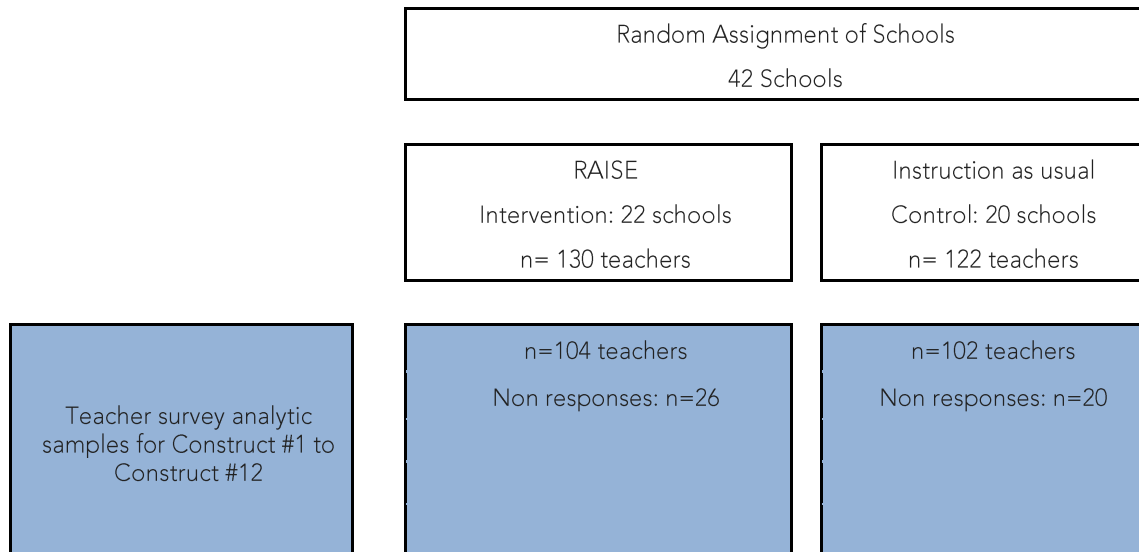 Random Assignment of Schools
42 Schools
RAISE
Intervention: 22 schools
n= 130 teachers
Instruction as usual
Control: 20 schools
n= 122 teachers
Teacher survey analytic
samples for Construct #1 to
Construct #12
n=104 teachers
Non responses: n=26
n=102 teachers
Non responses: n=20